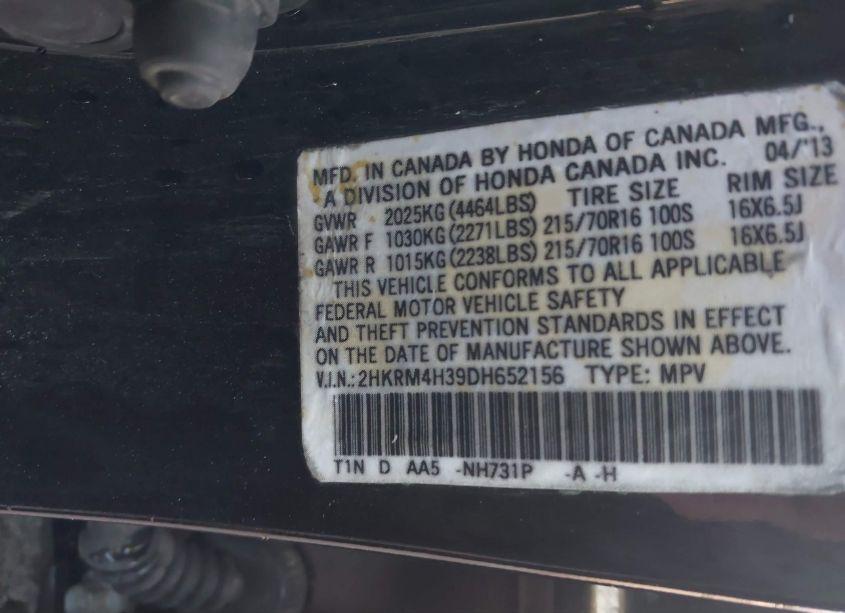 MFD. IN CANADA BY HONDA OF CANADA MFG.,
A DIVISION OF HONDA CANADA INC. 04/'13
GVWR 2025KG(4464LBS) TIRE SIZE RIM SIZE
GAWR F 1030KG(2271LBS) 215/70R16 100S 16X6.5J
GAWR R 1015KG(2238LBS) 215/70R16 100S 16X6.5J
THIS VEHICLE CONFORMS TO ALL APPLICABLE
FEDERAL MOTOR VEHICLE SAFETY
AND THEFT PREVENTION STANDARDS IN EFFECT
ON THE DATE OF MANUFACTURE SHOWN ABOVE.
V.I.N.: 2HKRM4H39DH652156 TYPE: MPV
T1N D AA5 -NH731P -A -H